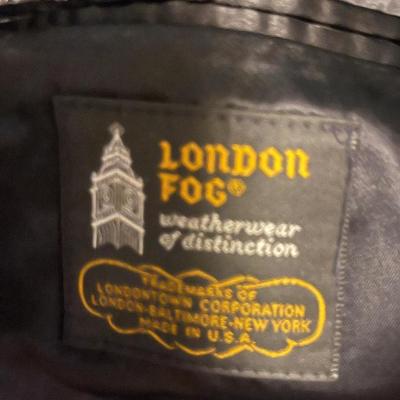 LONDON
FOG®
weatherwear
of distinction
TRADEMARKS OF
LONDONTOWN CORPORATION
LONDON-BALTIMORE-NEW YORK
MADE IN U.S.A.